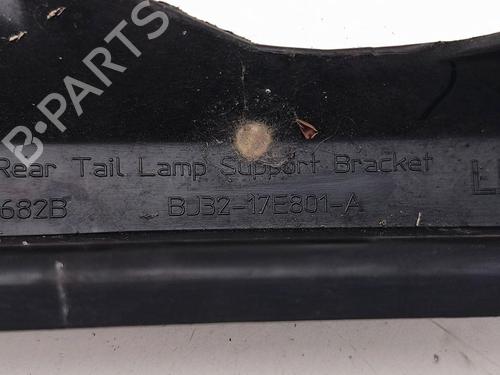 B-PARTS
Rear Tail Lamp Support Bracket
682B BJ32-17E801-A